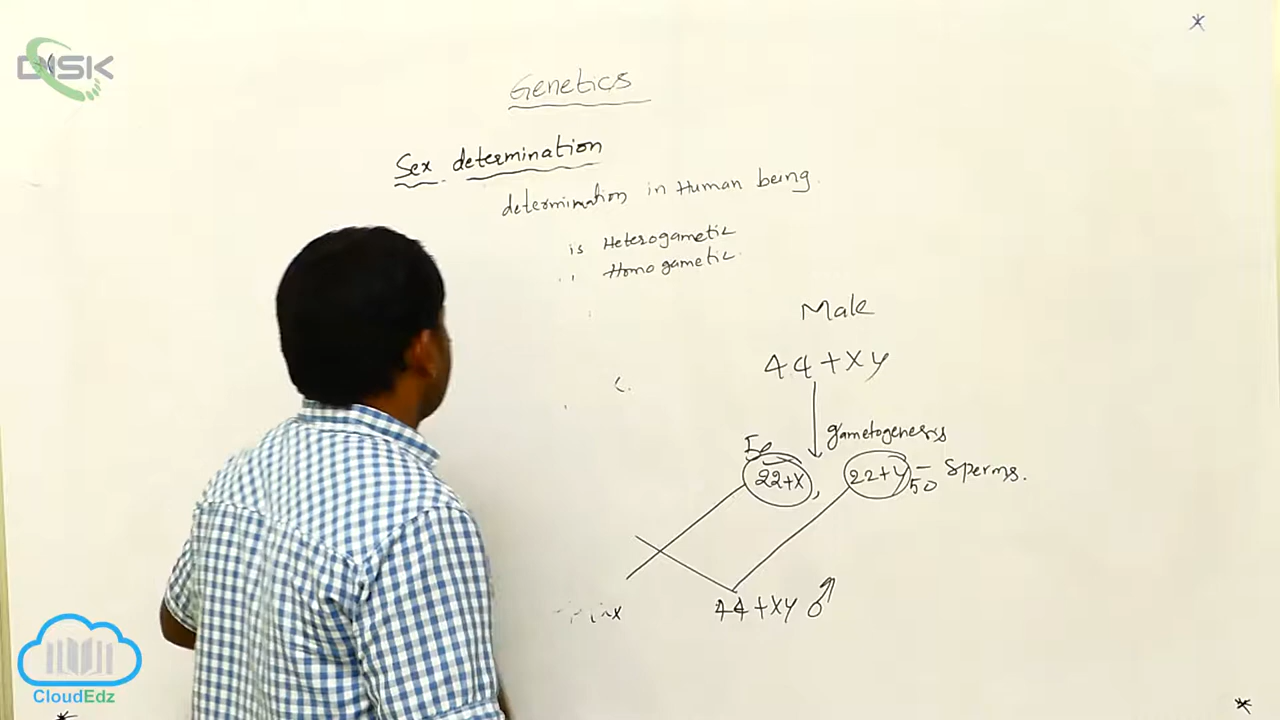 DISK
Genetics
Sex determination
determination in Human being
is Heterogametic
Homogametic
Male
44+XY
gametogenesis
50
22+X, 22+Y – Sperms.
50
44+XY ♂
CloudEdz